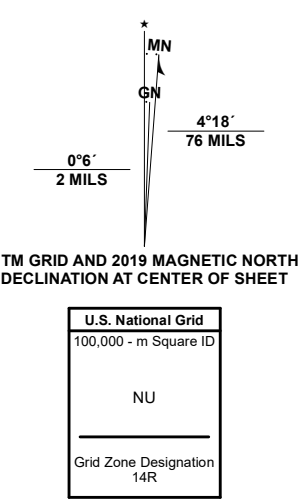 MN
GN
4°18´
76 MILS
0°6´
2 MILS
TM GRID AND 2019 MAGNETIC NORTH
DECLINATION AT CENTER OF SHEET
U.S. National Grid
100,000 - m Square ID
NU
Grid Zone Designation
14R